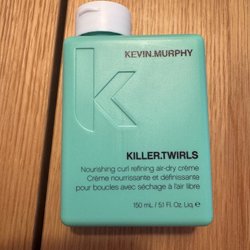 KEVIN.MURPHY
KILLER.TWIRLS
Nourishing curl refining air-dry crème
Crème nourrissante et définissante
pour boucles avec séchage à l'air libre
150 mL / 5.1 Fl. Oz. Liq. ℮